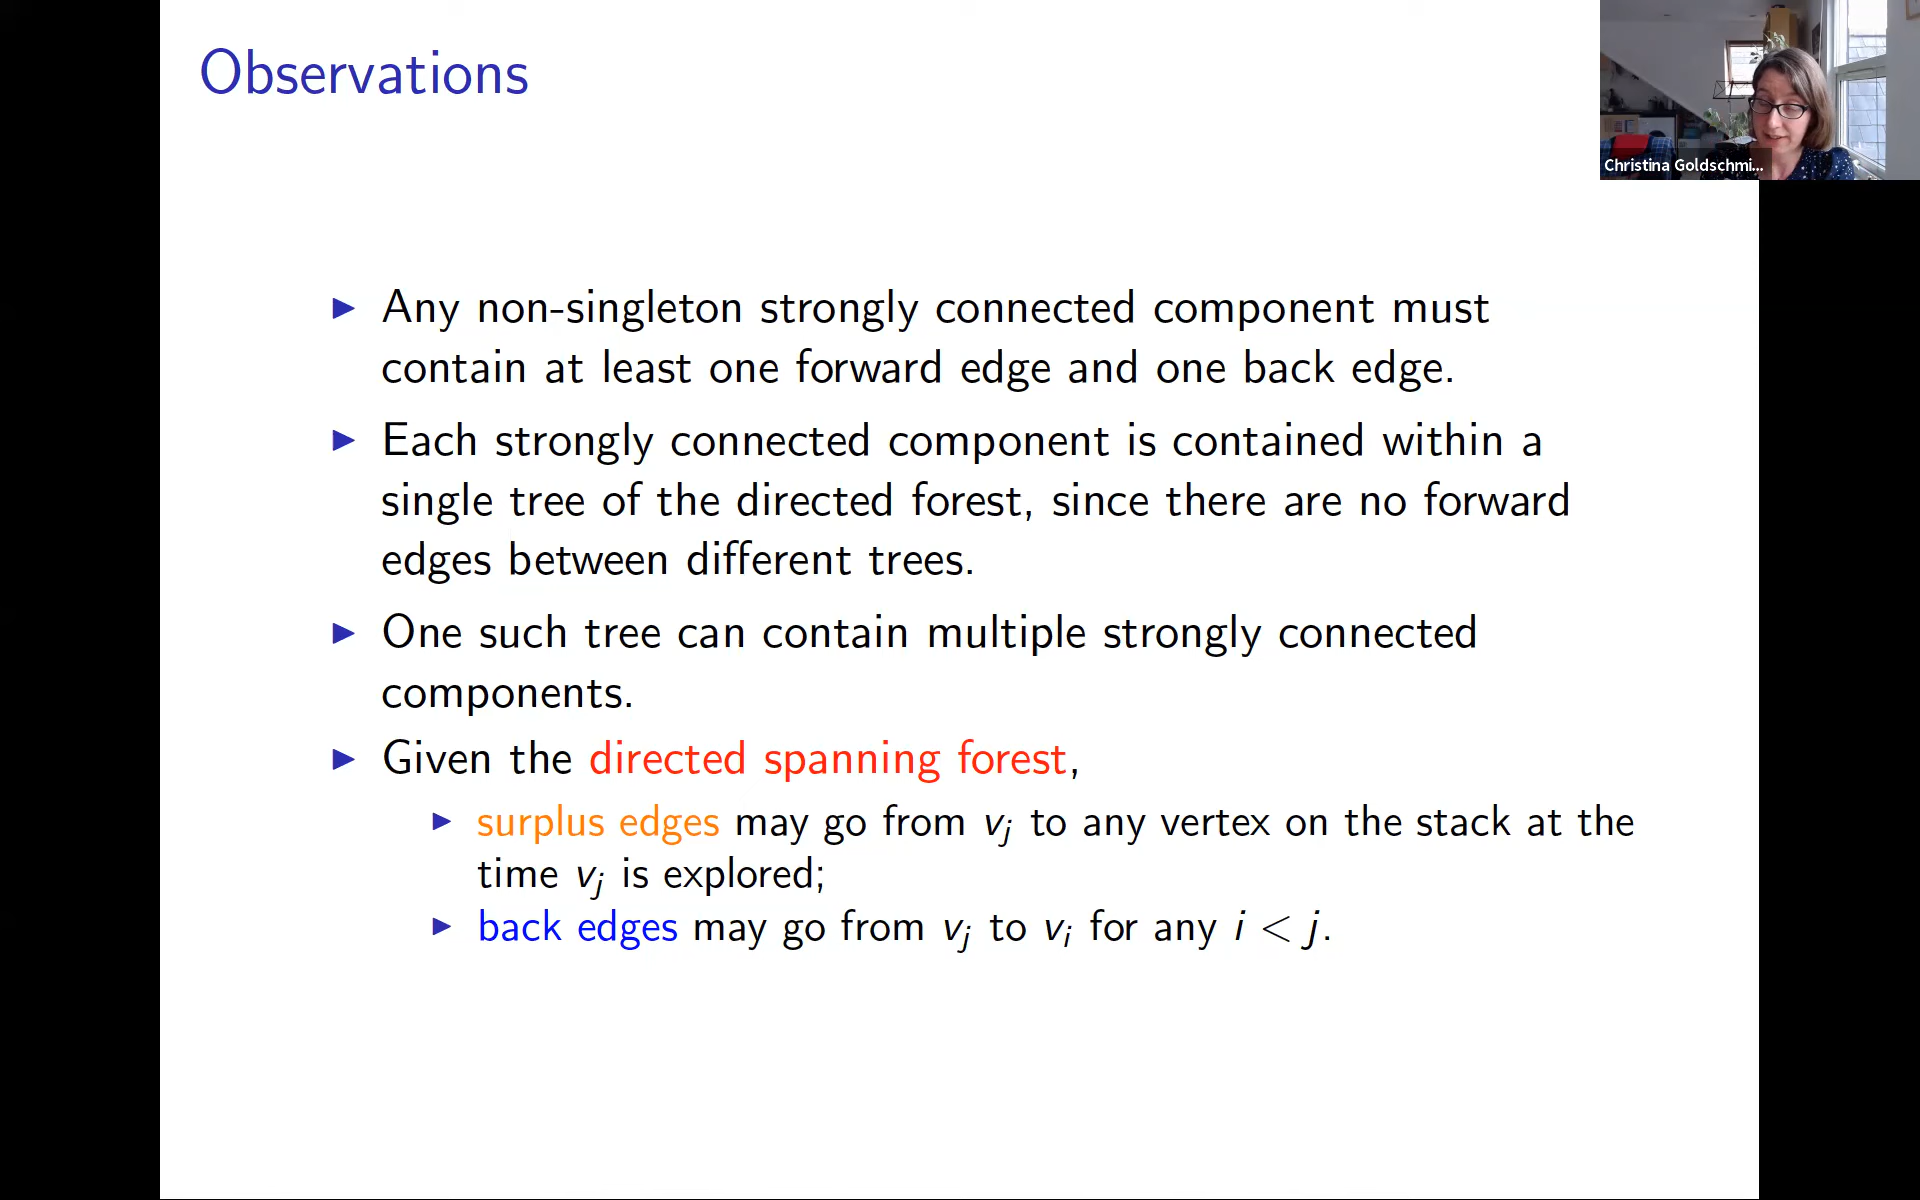 Observations
Christina Goldschmi...
▶ Any non-singleton strongly connected component must
contain at least one forward edge and one back edge.
▶ Each strongly connected component is contained within a
single tree of the directed forest, since there are no forward
edges between different trees.
▶ One such tree can contain multiple strongly connected
components.
▶ Given the directed spanning forest,
▶ surplus edges may go from v_j to any vertex on the stack at the
time v_j is explored;
▶ back edges may go from v_j to v_i for any i < j.